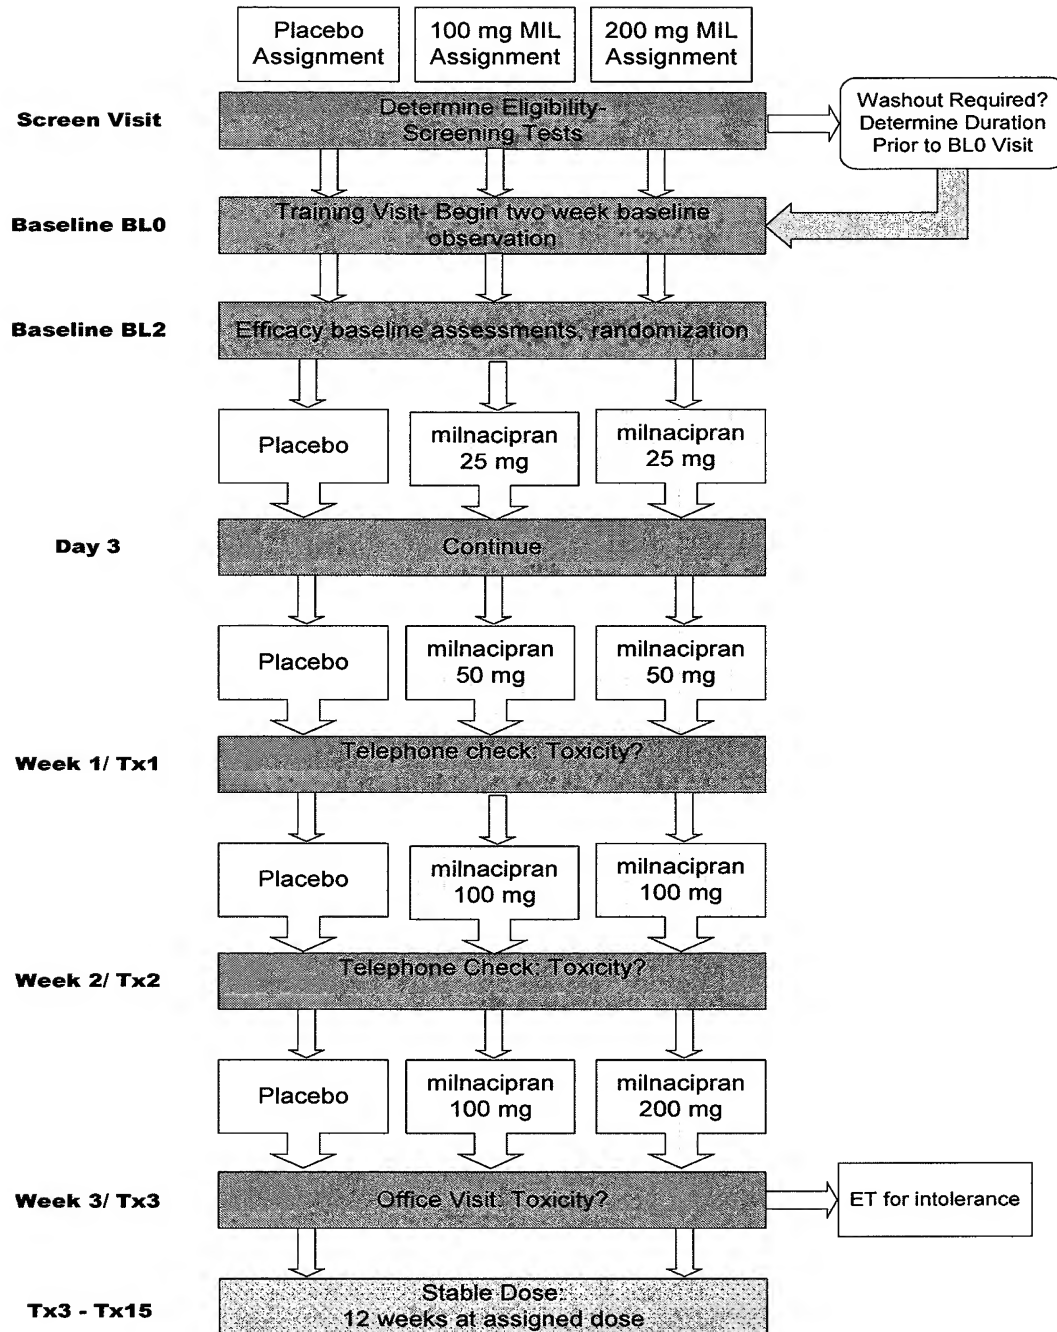 Placebo
Assignment
100 mg MIL
Assignment
200 mg MIL
Assignment
Screen Visit
Determine Eligibility-
Screening Tests
Washout Required?
Determine Duration
Prior to BL0 Visit
Baseline BL0
Training Visit- Begin two week baseline
observation
Baseline BL2
Efficacy baseline assessments, randomization
Placebo
milnacipran
25 mg
milnacipran
25 mg
Day 3
Continue
Placebo
milnacipran
50 mg
milnacipran
50 mg
Week 1/ Tx1
Telephone check: Toxicity?
Placebo
milnacipran
100 mg
milnacipran
100 mg
Week 2/ Tx2
Telephone Check: Toxicity?
Placebo
milnacipran
100 mg
milnacipran
200 mg
Week 3/ Tx3
Office Visit: Toxicity?
ET for intolerance
Tx3 - Tx15
Stable Dose:
12 weeks at assigned dose